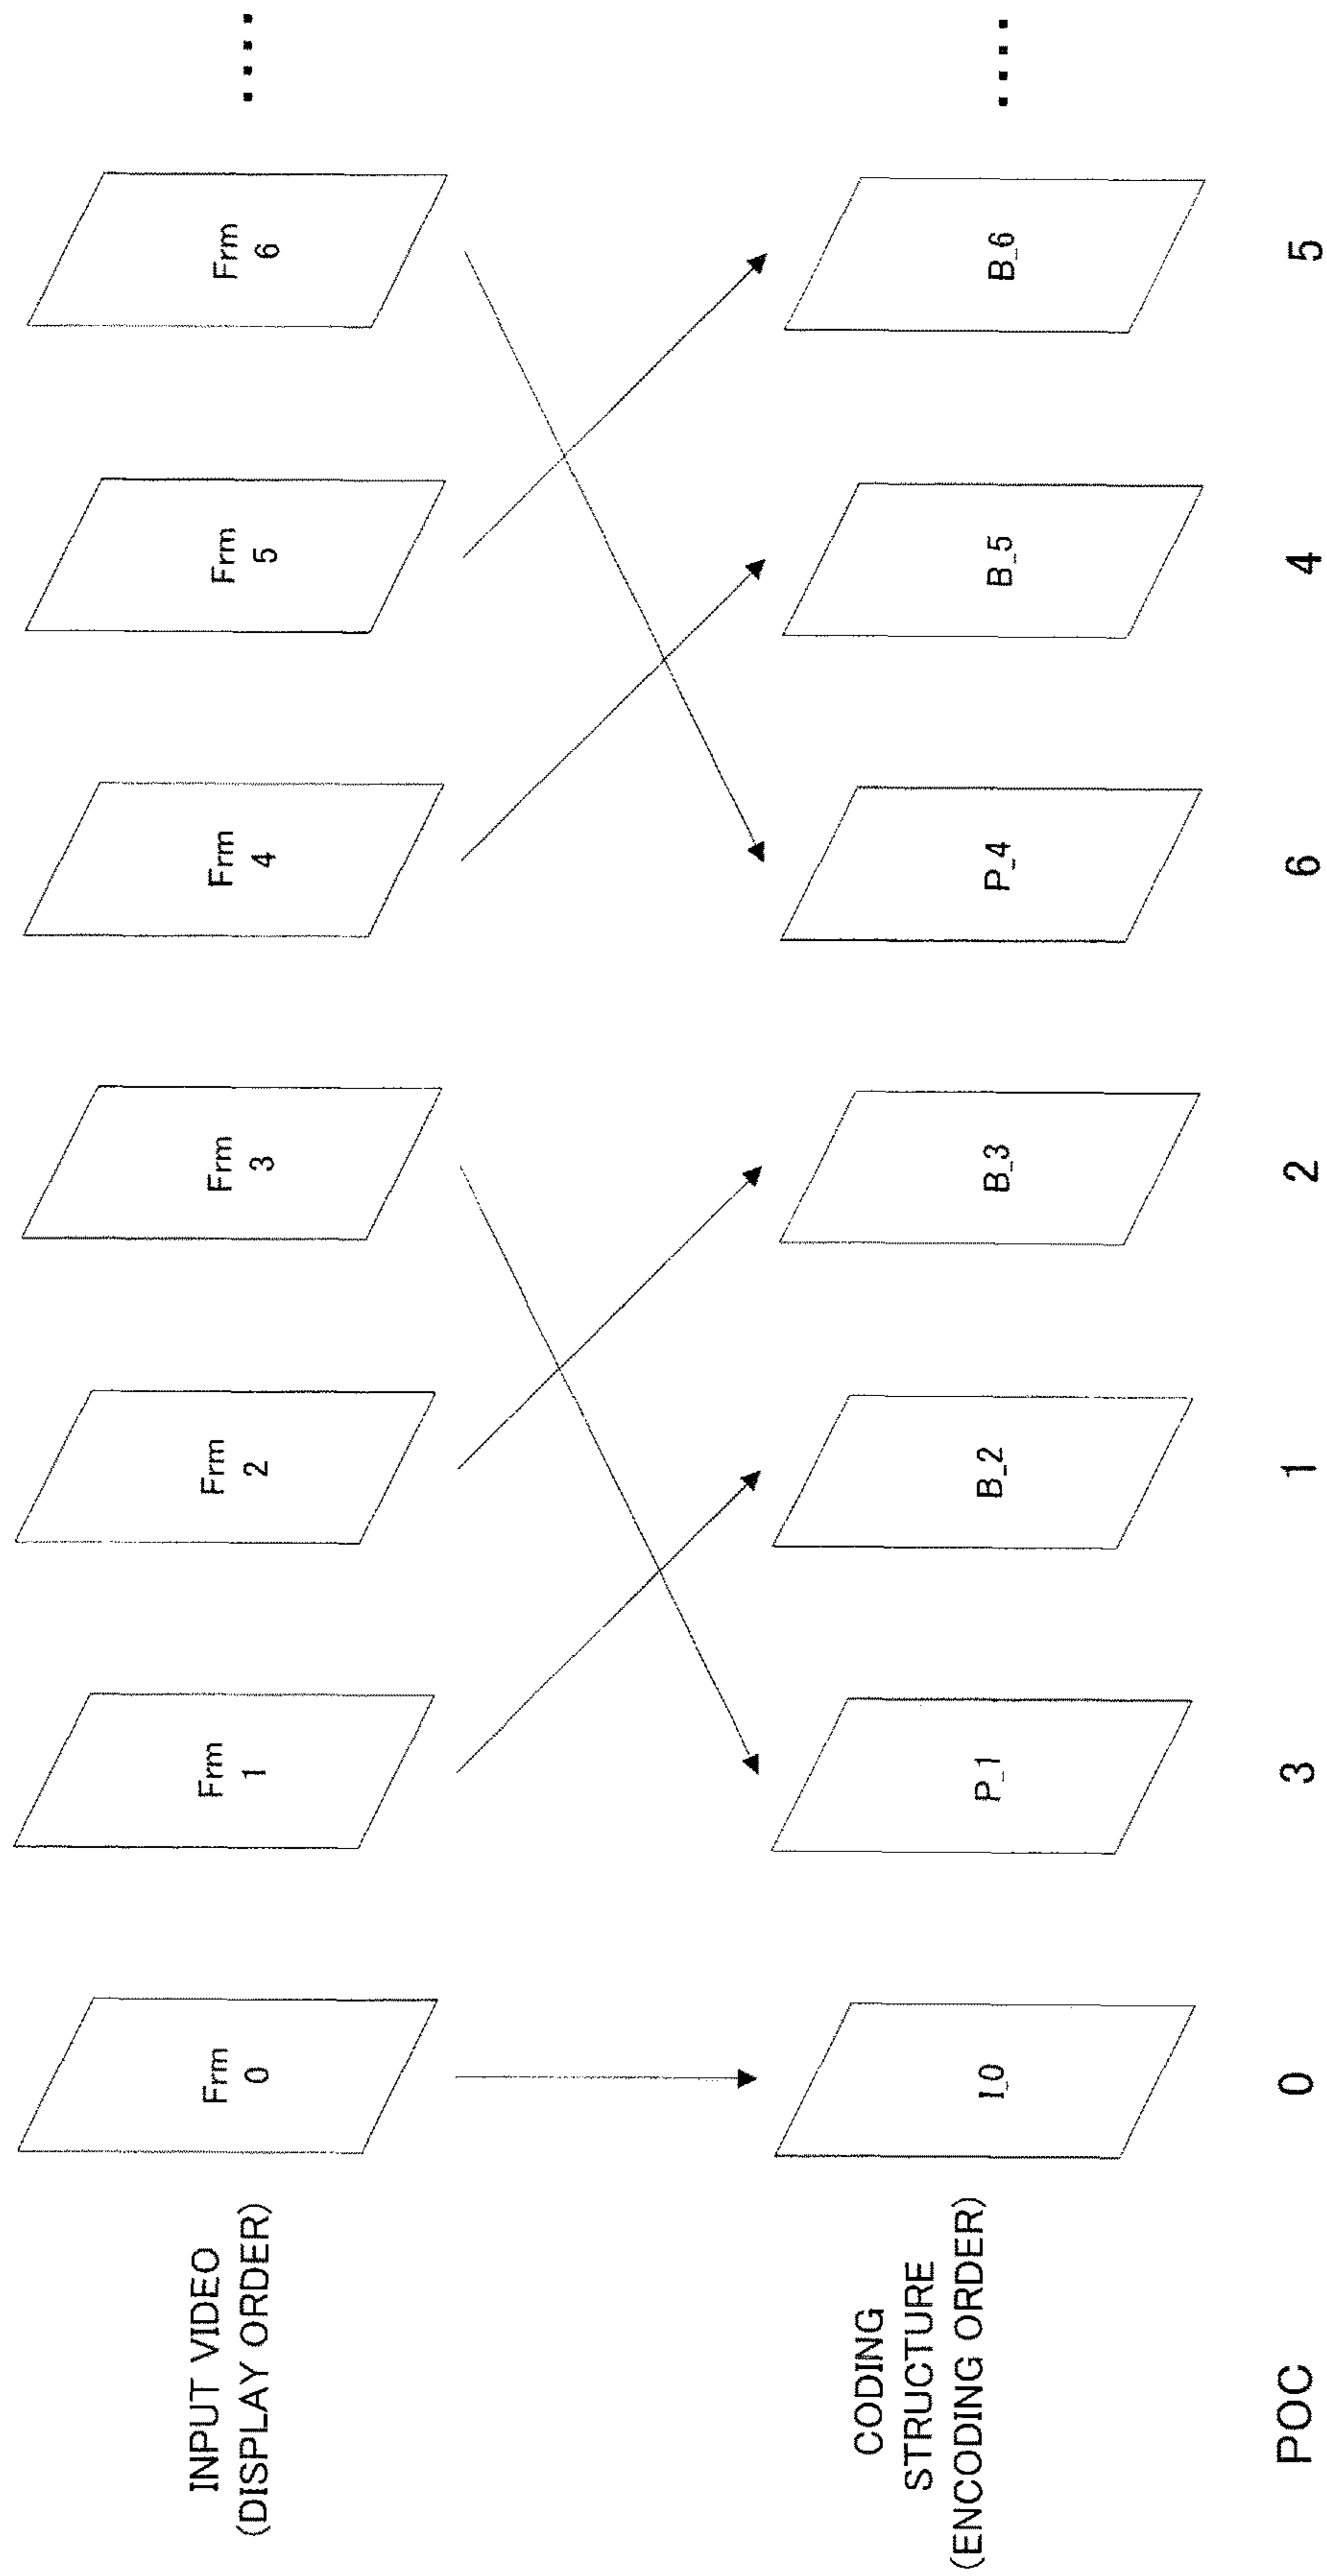 INPUT VIDEO
(DISPLAY ORDER)
Frm
0
Frm
1
Frm
2
Frm
3
Frm
4
Frm
5
Frm
6
....
CODING
STRUCTURE
(ENCODING ORDER)
I_0
P_1
B_2
B_3
P_4
B_5
B_6
....
POC
0
3
1
2
6
4
5